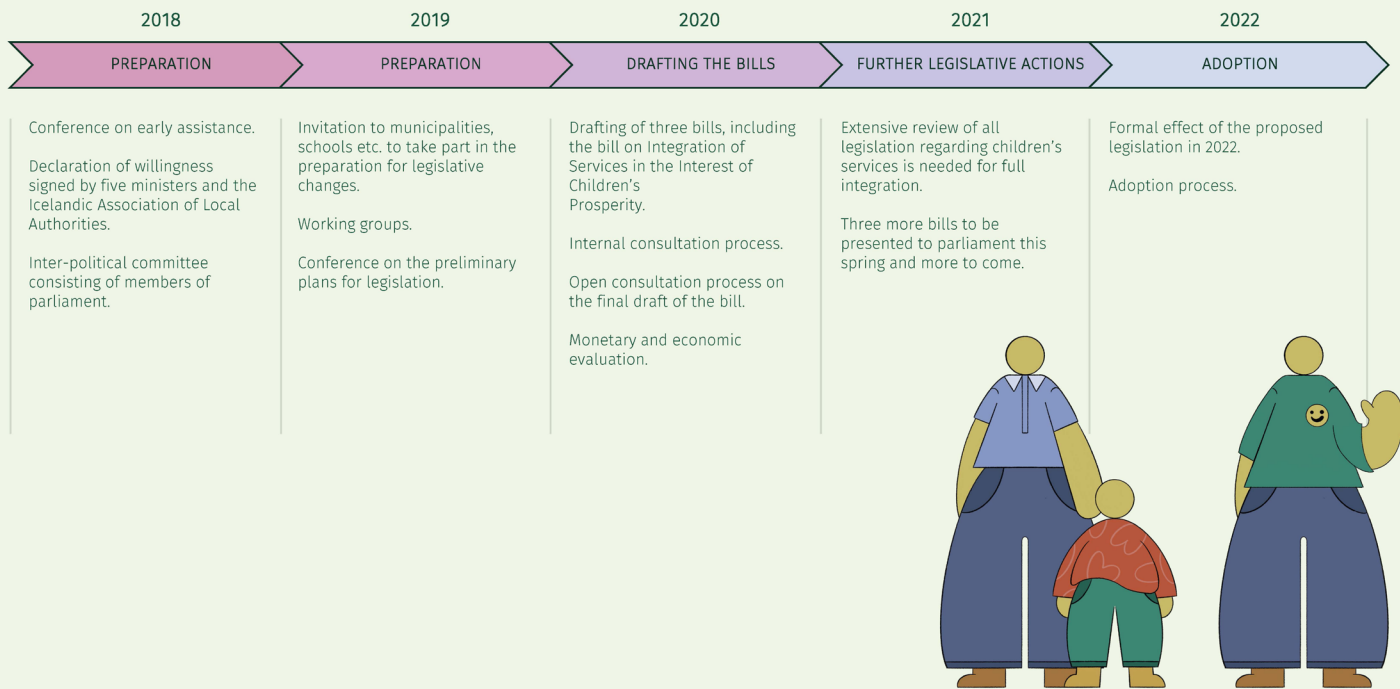 2018
PREPARATION
Conference on early assistance.
Declaration of willingness
signed by five ministers and the
Icelandic Association of Local
Authorities.
Inter-political committee
consisting of members of
parliament.
2019
PREPARATION
Invitation to municipalities,
schools etc. to take part in the
preparation for legislative
changes.
Working groups.
Conference on the preliminary
plans for legislation.
2020
DRAFTING THE BILLS
Drafting of three bills, including
the bill on Integration of
Services in the Interest of
Children's
Prosperity.
Internal consultation process.
Open consultation process on
the final draft of the bill.
Monetary and economic
evaluation.
2021
FURTHER LEGISLATIVE ACTIONS
Extensive review of all
legislation regarding children's
services is needed for full
integration.
Three more bills to be
presented to parliament this
spring and more to come.
2022
ADOPTION
Formal effect of the proposed
legislation in 2022.
Adoption process.